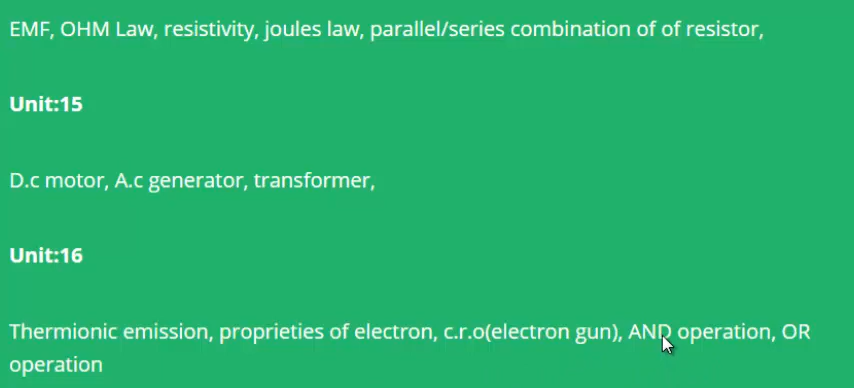 EMF, OHM Law, resistivity, joules law, parallel/series combination of of resistor,
Unit:15
D.c motor, A.c generator, transformer,
Unit:16
Thermionic emission, proprieties of electron, c.r.o(electron gun), AND operation, OR
operation